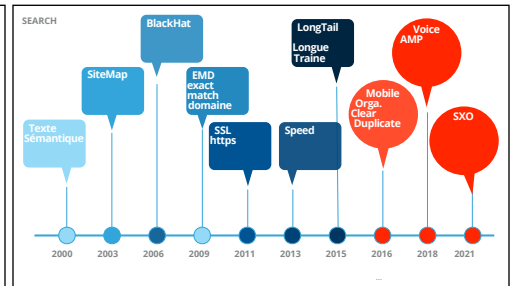 SEARCH
BlackHat
LongTail
Longue
Traine
Voice
AMP
SiteMap
EMD
exact
match
domaine
Mobile
Orga.
Clear
Duplicate
Texte
Sémantique
SSL
https
Speed
SXO
2000 2003 2006 2009 2011 2013 2015 2016 2018 2021
...